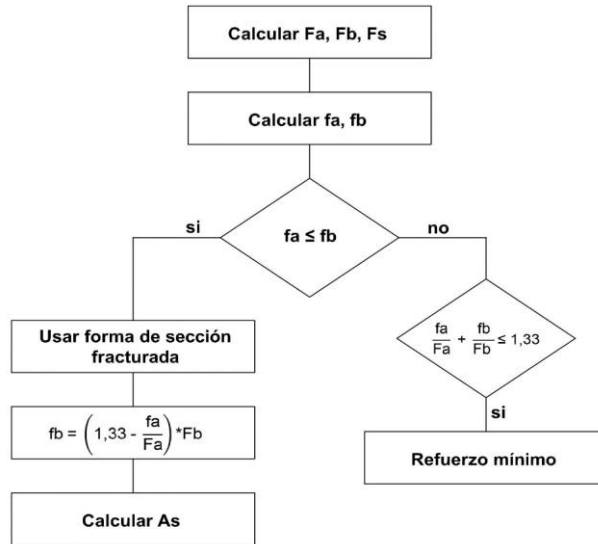 Calcular Fa, Fb, Fs
Calcular fa, fb
fa ≤ fb
si
no
Usar forma de sección
fracturada
fb = (1,33 - fa/Fa) *Fb
Calcular As
fa/Fa + fb/Fb ≤ 1,33
si
Refuerzo mínimo